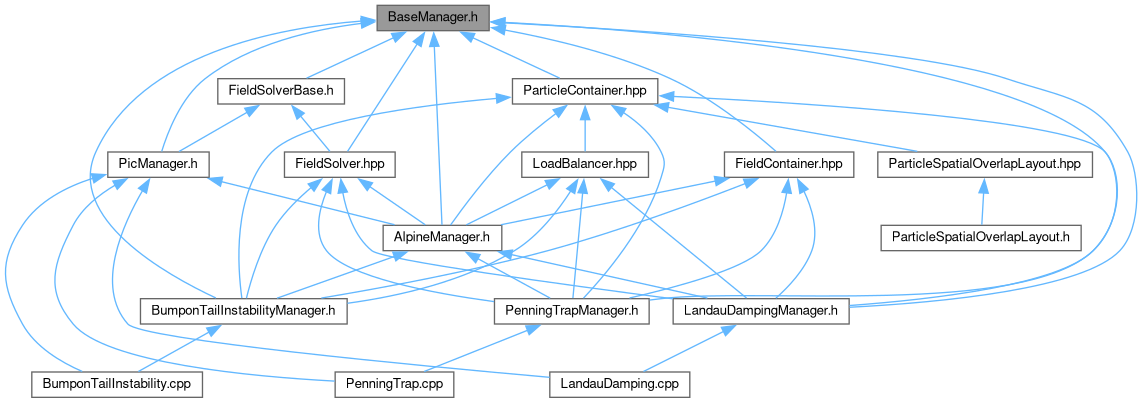 BaseManager.h
FieldSolverBase.h
ParticleContainer.hpp
PicManager.h
FieldSolver.hpp
LoadBalancer.hpp
FieldContainer.hpp
ParticleSpatialOverlapLayout.hpp
AlpineManager.h
ParticleSpatialOverlapLayout.h
BumponTailInstabilityManager.h
PenningTrapManager.h
LandauDampingManager.h
BumponTailInstability.cpp
PenningTrap.cpp
LandauDamping.cpp